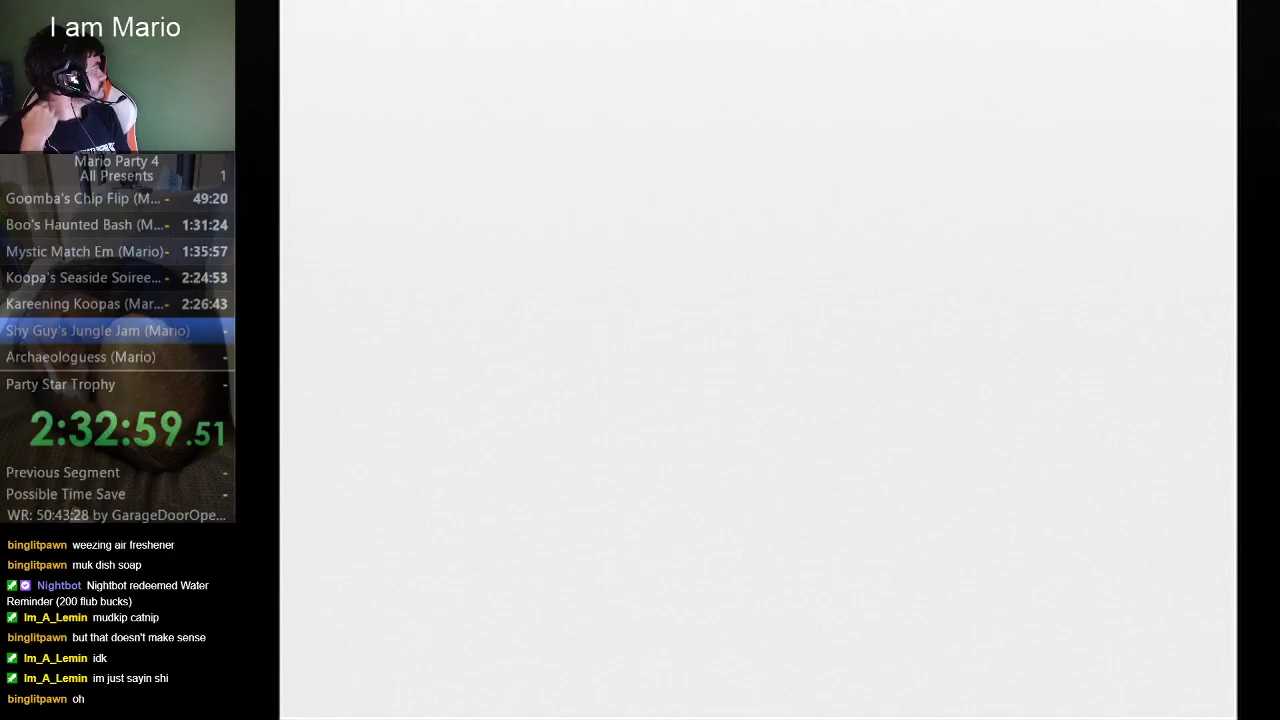 I am Mario
Mario Party 4
All Presents 1
Goomba's Chip Flip (M... - 49:20
Boo's Haunted Bash (M... - 1:31:24
Mystic Match Em (Mario) - 1:35:57
Koopa's Seaside Soiree... - 2:24:53
Kareening Koopas (Mar... - 2:26:43
Shy Guy's Jungle Jam (Mario) -
Archaeologuess (Mario) -
Party Star Trophy -
2:32:59.51
Previous Segment -
Possible Time Save -
WR: 50:43:28 by GarageDoorOpe...
binglitpawn weezing air freshener
binglitpawn muk dish soap
Nightbot Nightbot redeemed Water
Reminder (200 flub bucks)
Im_A_Lemin mudkip catnip
binglitpawn but that doesn't make sense
Im_A_Lemin idk
Im_A_Lemin im just sayin shi
binglitpawn oh